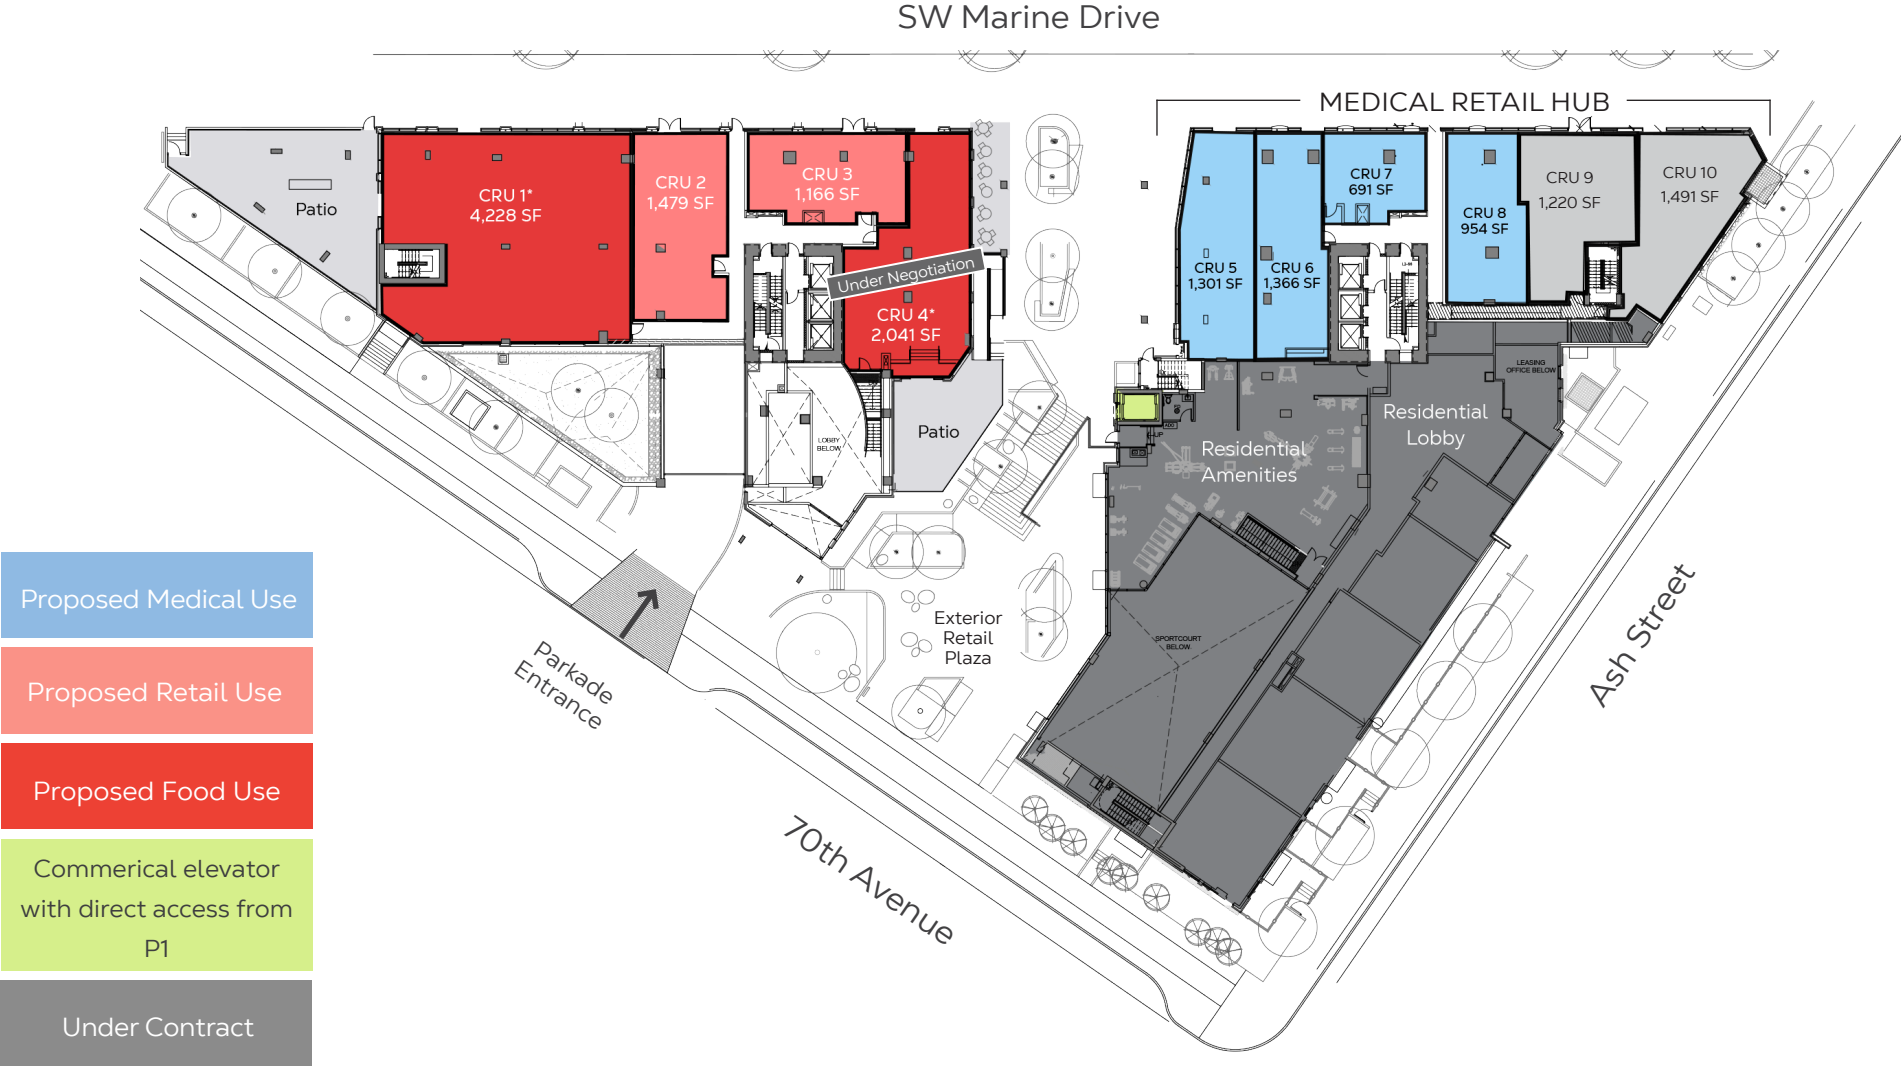 SW Marine Drive
MEDICAL RETAIL HUB
CRU 1*
4,228 SF
CRU 2
1,479 SF
CRU 3
1,166 SF
CRU 4*
2,041 SF
Under Negotiation
CRU 5
1,301 SF
CRU 6
1,366 SF
CRU 7
691 SF
CRU 8
954 SF
CRU 9
1,220 SF
CRU 10
1,491 SF
Patio
Patio
LOBBY
BELOW
LEASING
OFFICE BELOW
Residential
Lobby
Residential
Amenities
UP
SPORTCOURT
BELOW
Exterior
Retail
Plaza
Parkade
Entrance
70th Avenue
Ash Street
Proposed Medical Use
Proposed Retail Use
Proposed Food Use
Commerical elevator
with direct access from
P1
Under Contract